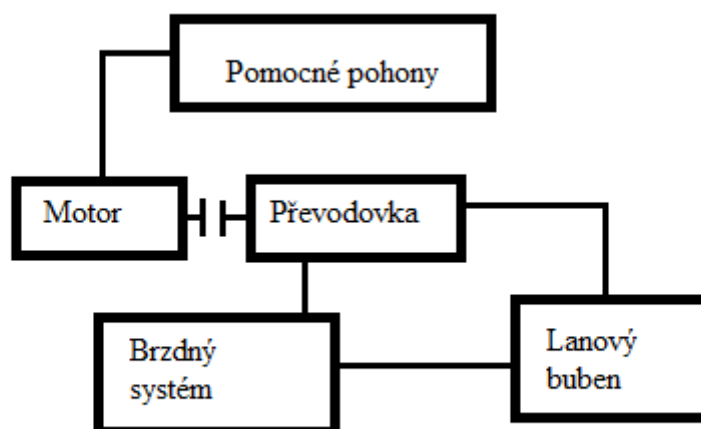 Pomocné pohony
Motor
Převodovka
Brzdný
systém
Lanový
buben